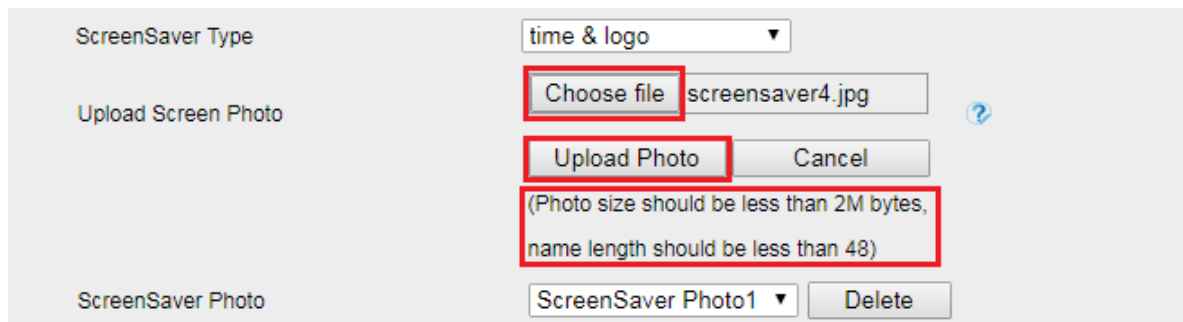 ScreenSaver Type time & logo
Upload Screen Photo Choose file screensaver4.jpg
Upload Photo Cancel
(Photo size should be less than 2M bytes,
name length should be less than 48)
ScreenSaver Photo ScreenSaver Photo1 Delete